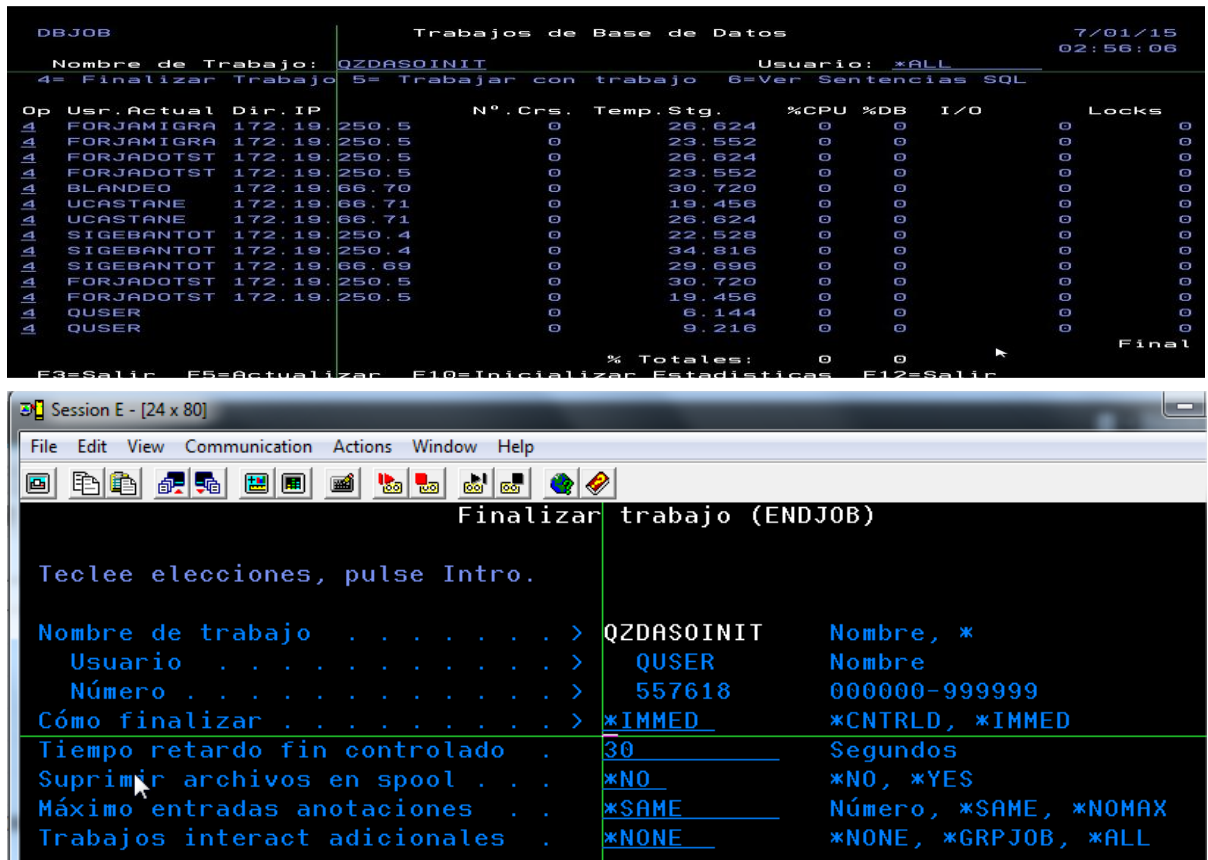 DBJOB Trabajos de Base de Datos 7/01/15
02:56:06
Nombre de Trabajo: QZDASOINIT Usuario: *ALL
4= Finalizar Trabajo 5= Trabajar con trabajo 6=Ver Sentencias SQL
Op Usr.Actual Dir.IP Nº.Crs. Temp.Stg. %CPU %DB I/O Locks
4 FORJAMIGRA 172.19.250.5 0 26.624 0 0 0 0
4 FORJAMIGRA 172.19.250.5 0 23.552 0 0 0 0
4 FORJADOTST 172.19.250.5 0 26.624 0 0 0 0
4 FORJADOTST 172.19.250.5 0 23.552 0 0 0 0
4 BLANDEO 172.19.66.70 0 30.720 0 0 0 0
4 UCASTANE 172.19.66.71 0 19.456 0 0 0 0
4 UCASTANE 172.19.66.71 0 26.624 0 0 0 0
4 SIGEBANTOT 172.19.250.4 0 22.528 0 0 0 0
4 SIGEBANTOT 172.19.250.4 0 34.816 0 0 0 0
4 SIGEBANTOT 172.19.66.69 0 29.696 0 0 0 0
4 FORJADOTST 172.19.250.5 0 30.720 0 0 0 0
4 FORJADOTST 172.19.250.5 0 19.456 0 0 0 0
4 QUSER 0 6.144 0 0 0 0
4 QUSER 0 9.216 0 0 0 0
Final
% Totales: 0 0
F3=Salir F5=Actualizar F10=Inicializar Estadisticas F12=Salir
Session E - [24 x 80]
File Edit View Communication Actions Window Help
Finalizar trabajo (ENDJOB)
Teclee elecciones, pulse Intro.
Nombre de trabajo . . . . . . . > QZDASOINIT Nombre, *
Usuario . . . . . . . . . . . > QUSER Nombre
Número . . . . . . . . . . . . > 557618 000000-999999
Cómo finalizar . . . . . . . . . > *IMMED *CNTRLD, *IMMED
Tiempo retardo fin controlado . 30 Segundos
Suprimir archivos en spool . . . *NO *NO, *YES
Máximo entradas anotaciones . . *SAME Número, *SAME, *NOMAX
Trabajos interact adicionales . *NONE *NONE, *GRPJOB, *ALL